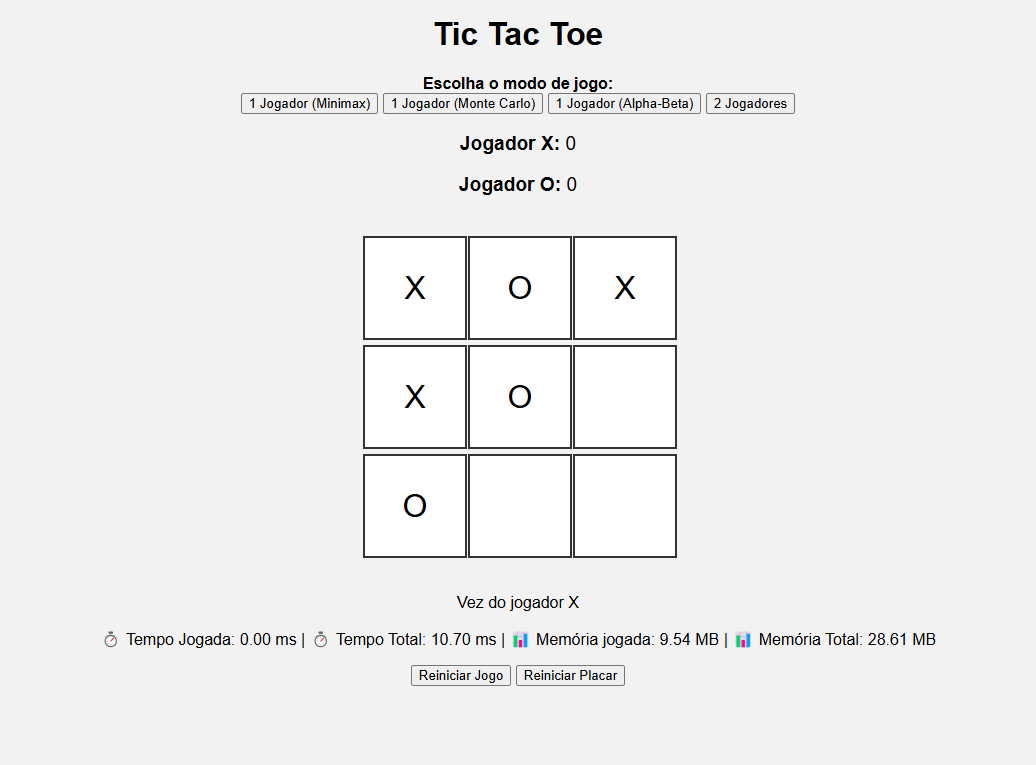 Tic Tac Toe
Escolha o modo de jogo:
1 Jogador (Minimax) 1 Jogador (Monte Carlo) 1 Jogador (Alpha-Beta) 2 Jogadores
Jogador X: 0
Jogador O: 0
X O X
X O
O
Vez do jogador X
Tempo Jogada: 0.00 ms | Tempo Total: 10.70 ms | Memória jogada: 9.54 MB | Memória Total: 28.61 MB
Reiniciar Jogo Reiniciar Placar